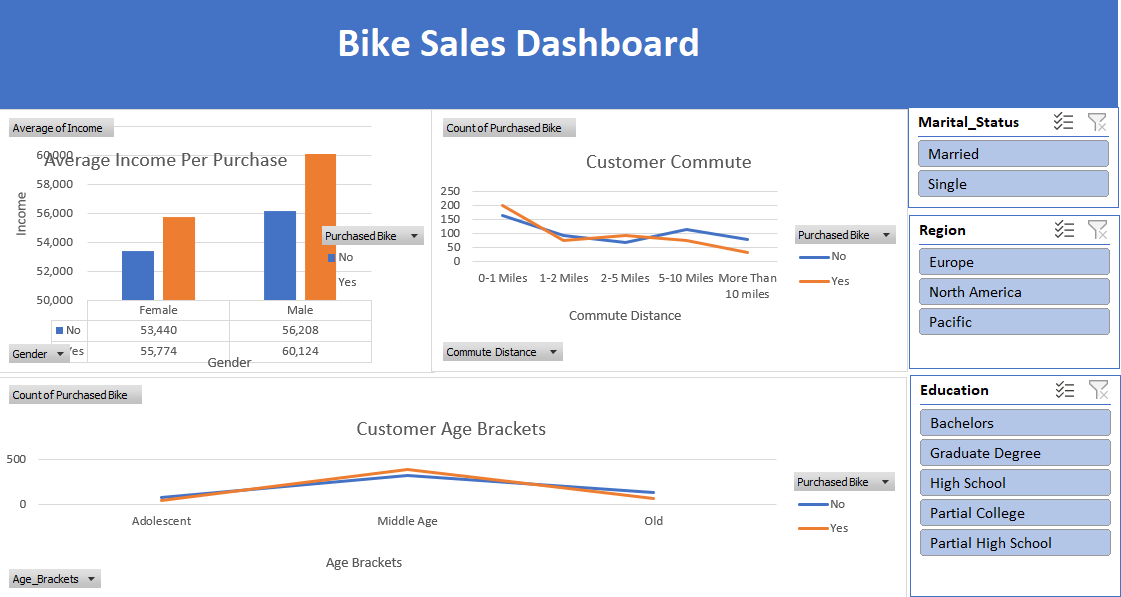 Bike Sales Dashboard
Average of Income
Average Income Per Purchase
60,000
58,000
56,000
54,000
52,000
50,000
Income
Female
Male
No
53,440
56,208
Yes
55,774
60,124
Gender
Gender
Purchased Bike
No
Yes
Count of Purchased Bike
Customer Commute
250
200
150
100
50
0
0-1 Miles
1-2 Miles
2-5 Miles
5-10 Miles
More Than
10 miles
Commute Distance
Commute Distance
Purchased Bike
No
Yes
Marital_Status
Married
Single
Region
Europe
North America
Pacific
Count of Purchased Bike
Customer Age Brackets
500
0
Adolescent
Middle Age
Old
Age Brackets
Age_Brackets
Purchased Bike
No
Yes
Education
Bachelors
Graduate Degree
High School
Partial College
Partial High School